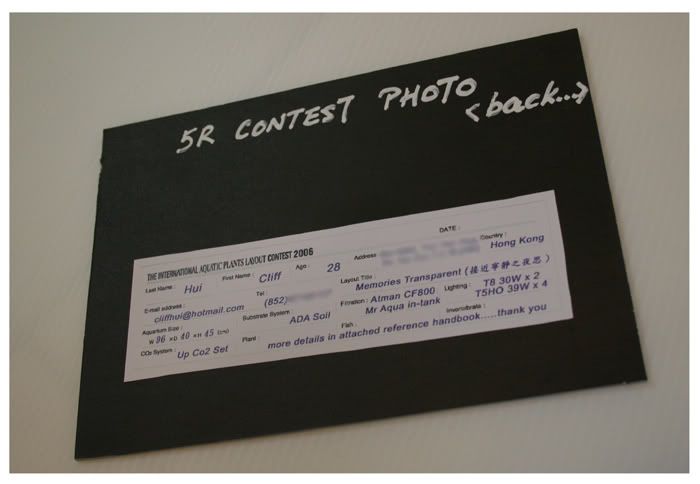 5R CONTEST PHOTO
<back...>
THE INTERNATIONAL AQUATIC PLANTS LAYOUT CONTEST 2006
DATE :
Last Name : Hui First Name : Cliff Age : 28 Address Country : Hong Kong
E-mail address : cliffhui@hotmail.com Tel : (852) Layout Title : Memories Transparent (接近寧靜之夜思)
Aquarium Size : W 96 ×D 40 ×H 45 (cm) Substrate System ADA Soil Filtration : Atman CF800 Mr Aqua in-tank Lighting : T8 30W x 2 T5HO 39W x 4
CO2 System : Up Co2 Set Plant : Fish : Invertebrate :
more details in attached reference handbook.....thank you